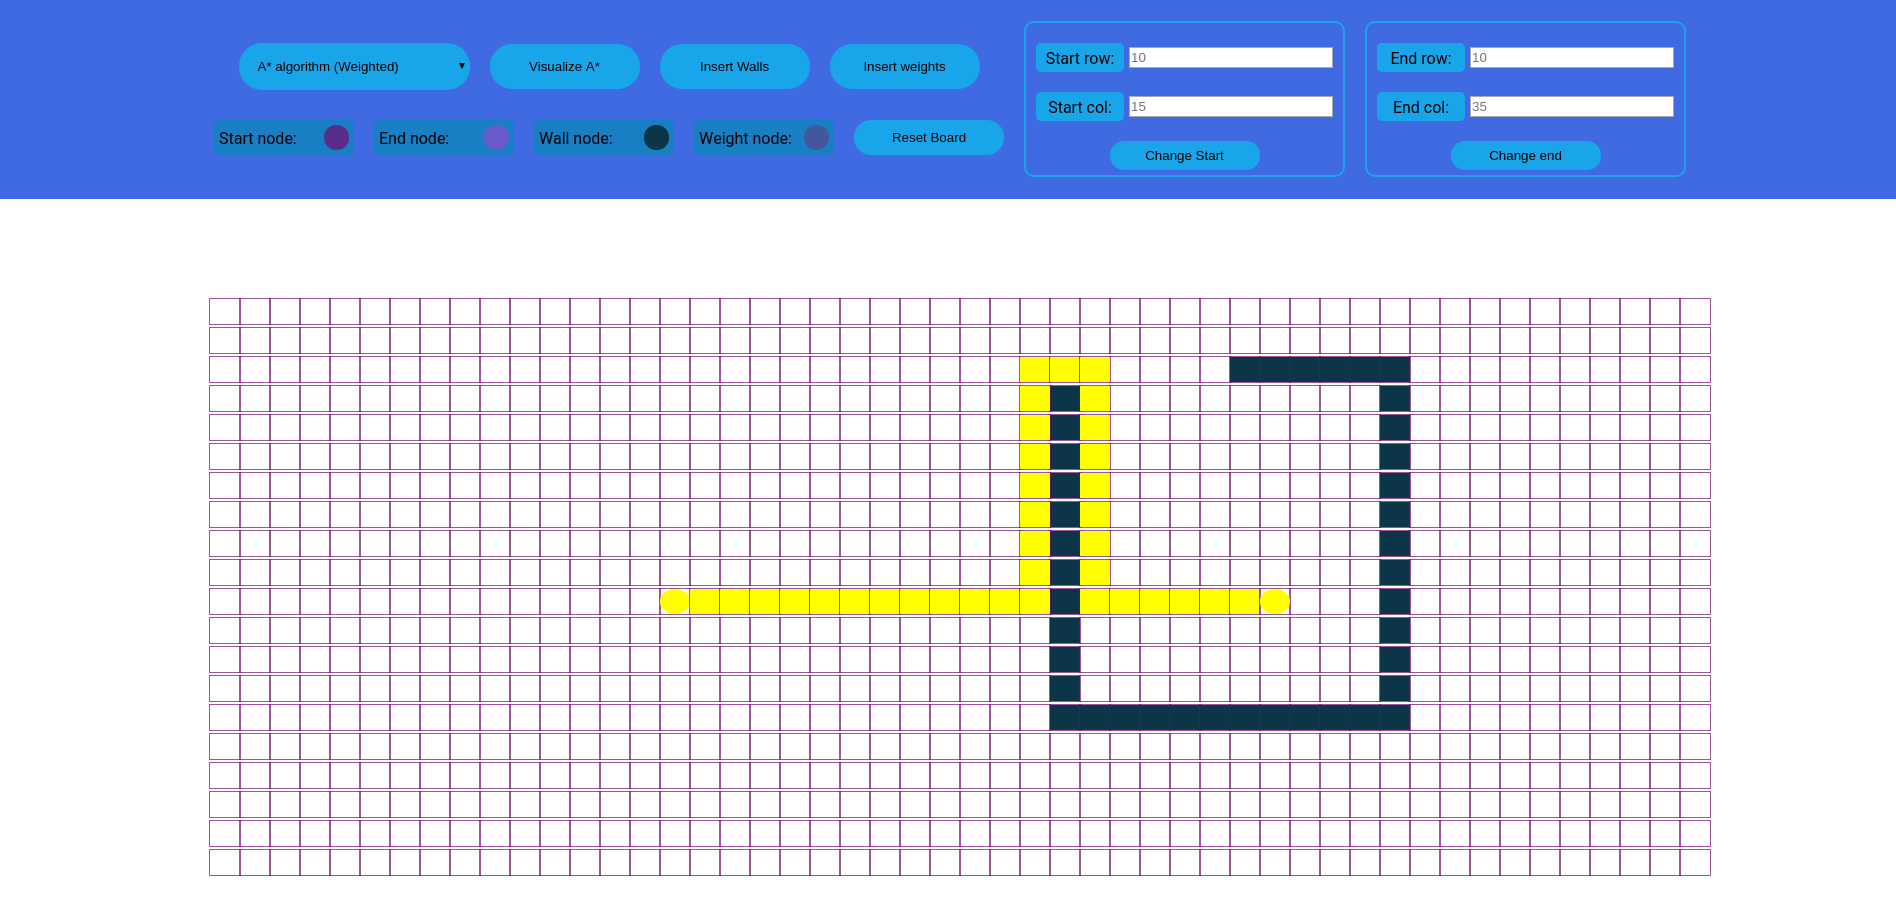 A* algorithm (Weighted)
Visualize A*
Insert Walls
Insert weights
Start node:
End node:
Wall node:
Weight node:
Reset Board
Start row: 10
Start col: 15
Change Start
End row: 10
End col: 35
Change end